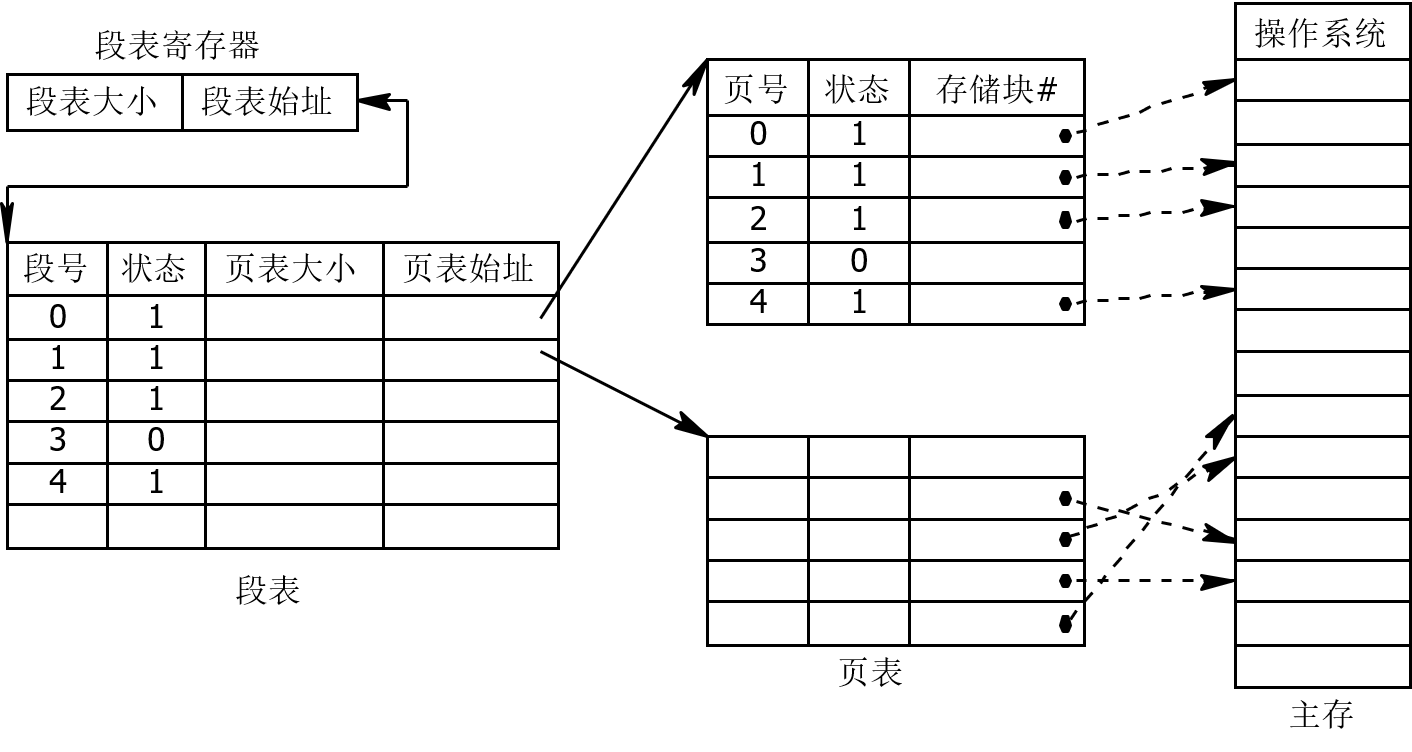 段表寄存器
段表大小 段表始址
段号 状态 页表大小 页表始址
0 1
1 1
2 1
3 0
4 1
段表
页号 状态 存储块#
0 1
1 1
2 1
3 0
4 1
页表
操作系统
主存